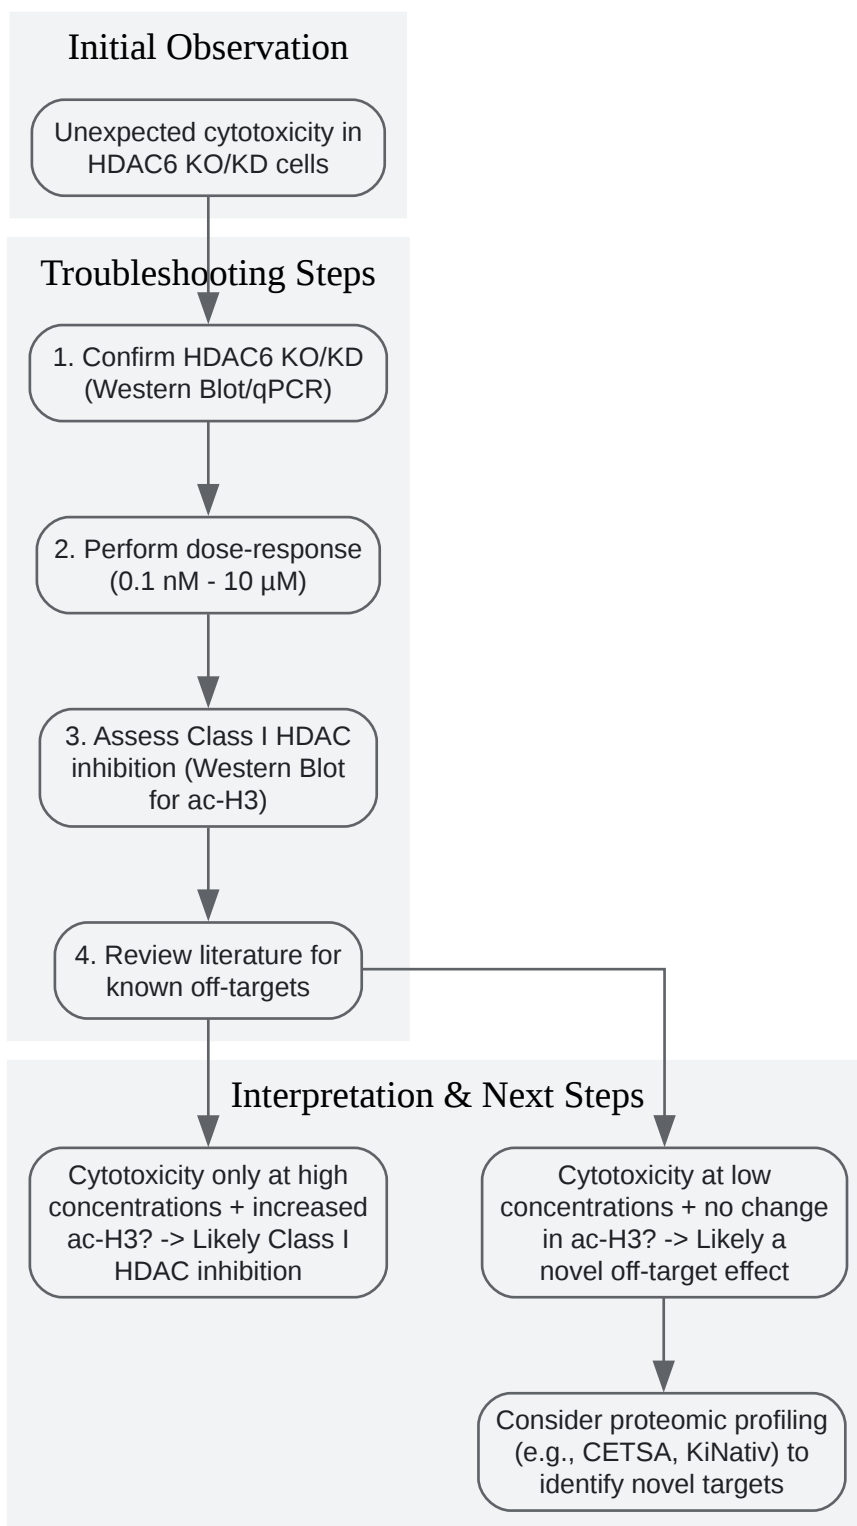 Initial Observation
Unexpected cytotoxicity in
HDAC6 KO/KD cells
Troubleshooting Steps
1. Confirm HDAC6 KO/KD
(Western Blot/qPCR)
2. Perform dose-response
(0.1 nM - 10 µM)
3. Assess Class I HDAC
inhibition (Western Blot
for ac-H3)
4. Review literature for
known off-targets
Interpretation & Next Steps
Cytotoxicity only at high
concentrations + increased
ac-H3? -> Likely Class I
HDAC inhibition
Cytotoxicity at low
concentrations + no change
in ac-H3? -> Likely a
novel off-target effect
Consider proteomic profiling
(e.g., CETSA, KiNativ) to
identify novel targets